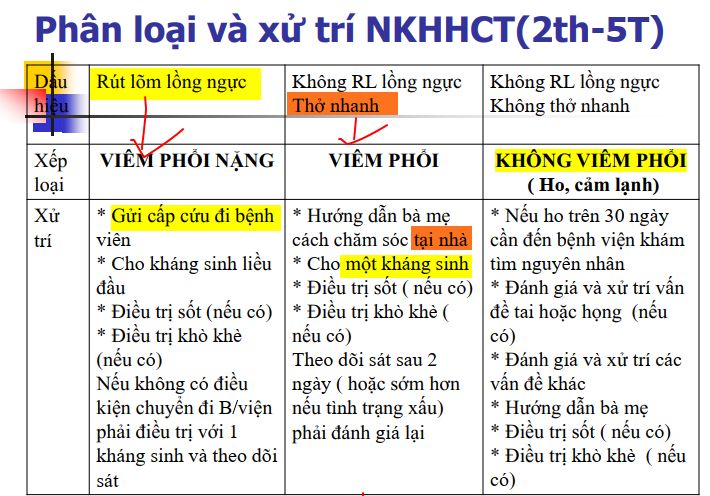 Phân loại và xử trí NKHHCT(2th-5T)
Dấu
hiệu
Rút lõm lồng ngực
Không RL lồng ngực
Thở nhanh
Không RL lồng ngực
Không thở nhanh
Xếp
loại
VIÊM PHỔI NẶNG
VIÊM PHỔI
KHÔNG VIÊM PHỔI
( Ho, cảm lạnh)
Xử
trí
* Gửi cấp cứu đi bệnh
viên
* Cho kháng sinh liều
đầu
* Điều trị sốt (nếu có)
* Điều trị khò khè
(nếu có)
Nếu không có điều
kiện chuyển đi B/viện
phải điều trị với 1
kháng sinh và theo dõi
sát
* Hướng dẫn bà mẹ
cách chăm sóc tại nhà
* Cho một kháng sinh
* Điều trị sốt ( nếu có)
* Điều trị khò khè (
nếu có)
Theo dõi sát sau 2
ngày ( hoặc sớm hơn
nếu tình trạng xấu)
phải đánh giá lại
* Nếu ho trên 30 ngày
cần đến bệnh viện khám
tìm nguyên nhân
* Đánh giá và xử trí vấn
đề tai hoặc họng  (nếu
có)
* Đánh giá và xử trí các
vấn đề khác
* Hướng dẫn bà mẹ
* Điều trị sốt ( nếu có)
* Điều trị khò khè  ( nếu
có)